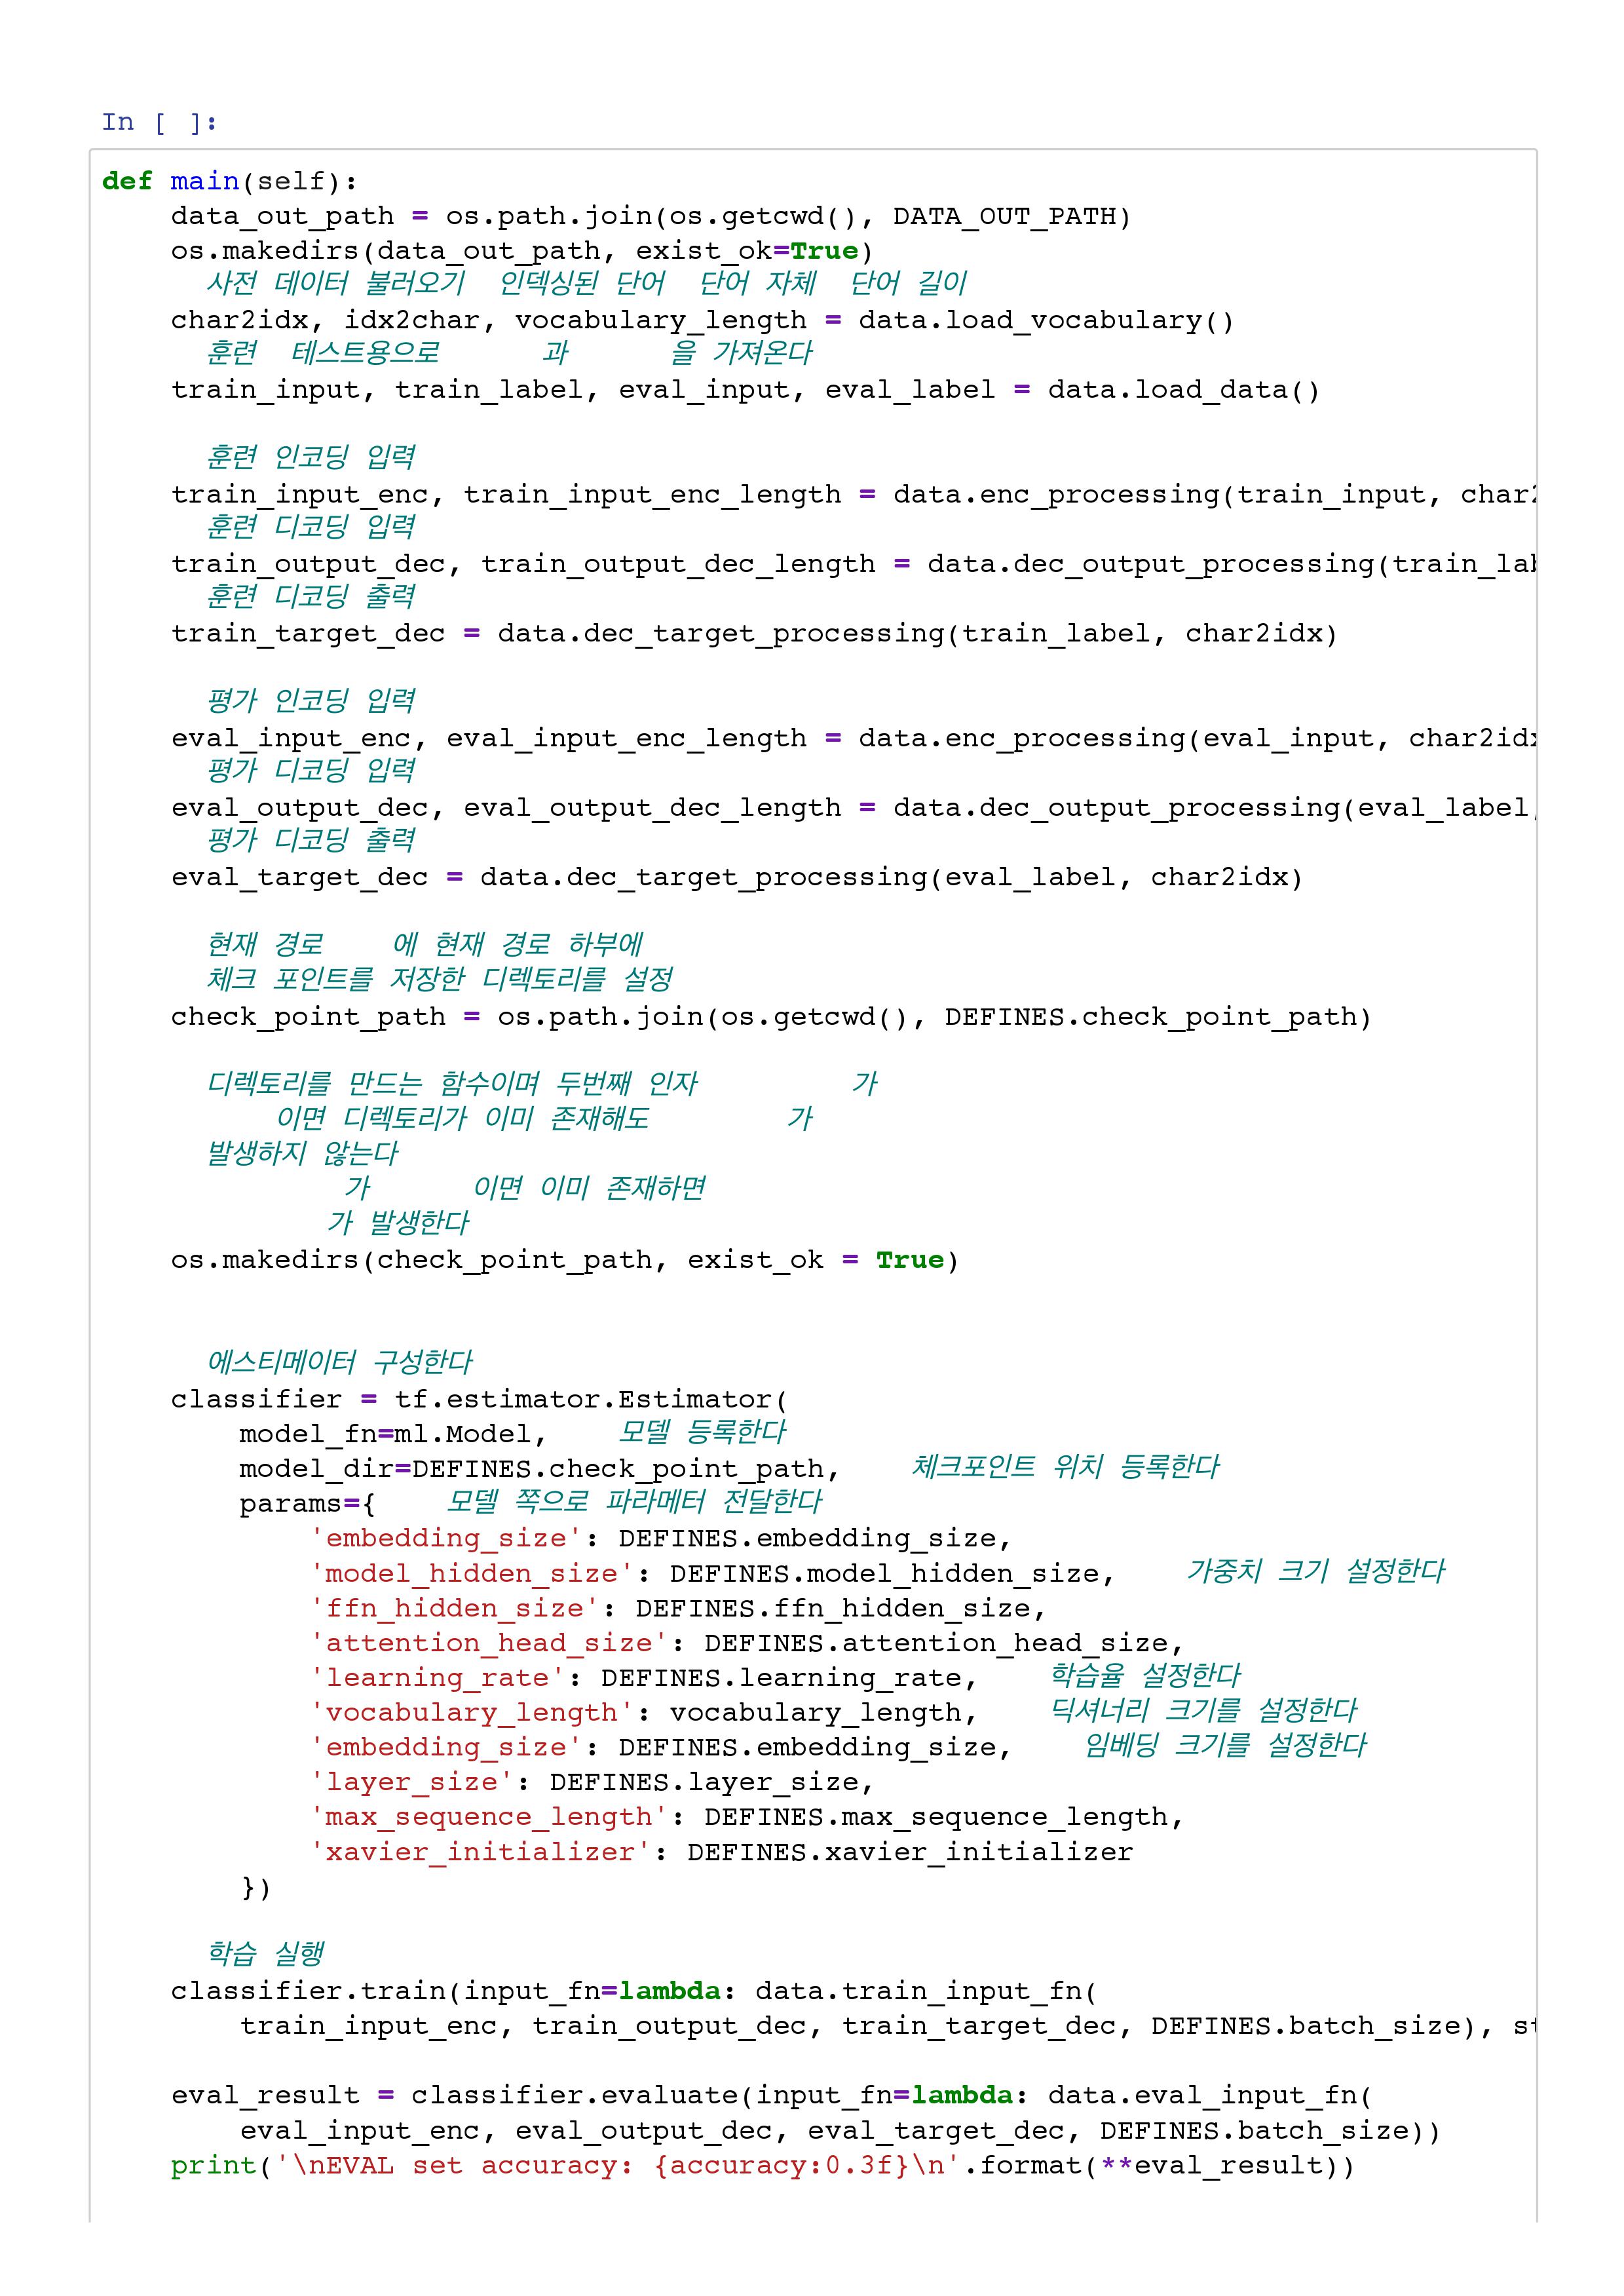 In [ ]:
def main(self):
    data_out_path = os.path.join(os.getcwd(), DATA_OUT_PATH)
    os.makedirs(data_out_path, exist_ok=True)
      사전 데이터 불러오기  인덱싱된 단어  단어 자체  단어 길이
    char2idx, idx2char, vocabulary_length = data.load_vocabulary()
      훈련  테스트용으로      과      을 가져온다
    train_input, train_label, eval_input, eval_label = data.load_data()

      훈련 인코딩 입력
    train_input_enc, train_input_enc_length = data.enc_processing(train_input, char2
      훈련 디코딩 입력
    train_output_dec, train_output_dec_length = data.dec_output_processing(train_lab
      훈련 디코딩 출력
    train_target_dec = data.dec_target_processing(train_label, char2idx)

      평가 인코딩 입력
    eval_input_enc, eval_input_enc_length = data.enc_processing(eval_input, char2idx
      평가 디코딩 입력
    eval_output_dec, eval_output_dec_length = data.dec_output_processing(eval_label,
      평가 디코딩 출력
    eval_target_dec = data.dec_target_processing(eval_label, char2idx)

      현재 경로    에 현재 경로 하부에
      체크 포인트를 저장한 디렉토리를 설정
    check_point_path = os.path.join(os.getcwd(), DEFINES.check_point_path)

      디렉토리를 만드는 함수이며 두번째 인자         가
          이면 디렉토리가 이미 존재해도        가
      발생하지 않는다
              가      이면 이미 존재하면
             가 발생한다
    os.makedirs(check_point_path, exist_ok = True)


      에스티메이터 구성한다
    classifier = tf.estimator.Estimator(
        model_fn=ml.Model,    모델 등록한다
        model_dir=DEFINES.check_point_path,    체크포인트 위치 등록한다
        params={    모델 쪽으로 파라메터 전달한다
            'embedding_size': DEFINES.embedding_size,
            'model_hidden_size': DEFINES.model_hidden_size,    가중치 크기 설정한다
            'ffn_hidden_size': DEFINES.ffn_hidden_size,
            'attention_head_size': DEFINES.attention_head_size,
            'learning_rate': DEFINES.learning_rate,    학습율 설정한다
            'vocabulary_length': vocabulary_length,    딕셔너리 크기를 설정한다
            'embedding_size': DEFINES.embedding_size,    임베딩 크기를 설정한다
            'layer_size': DEFINES.layer_size,
            'max_sequence_length': DEFINES.max_sequence_length,
            'xavier_initializer': DEFINES.xavier_initializer
        })

      학습 실행
    classifier.train(input_fn=lambda: data.train_input_fn(
        train_input_enc, train_output_dec, train_target_dec, DEFINES.batch_size), st

    eval_result = classifier.evaluate(input_fn=lambda: data.eval_input_fn(
        eval_input_enc, eval_output_dec, eval_target_dec, DEFINES.batch_size))
    print('\nEVAL set accuracy: {accuracy:0.3f}\n'.format(**eval_result))